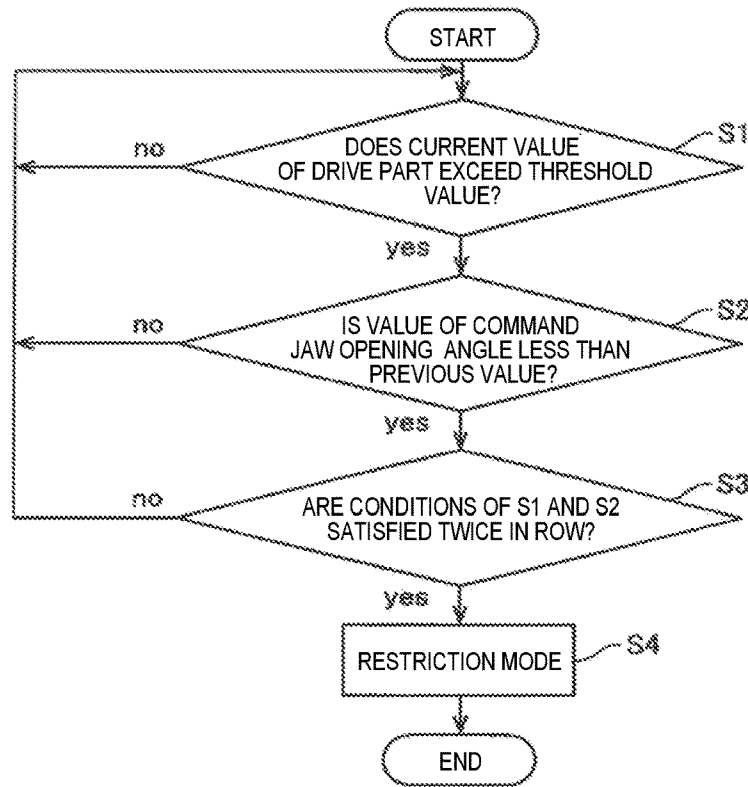 START
S1
DOES CURRENT VALUE
OF DRIVE PART EXCEED THRESHOLD
VALUE?
no
yes
S2
IS VALUE OF COMMAND
JAW OPENING ANGLE LESS THAN
PREVIOUS VALUE?
no
yes
S3
ARE CONDITIONS OF S1 AND S2
SATISFIED TWICE IN ROW?
no
yes
RESTRICTION MODE
S4
END